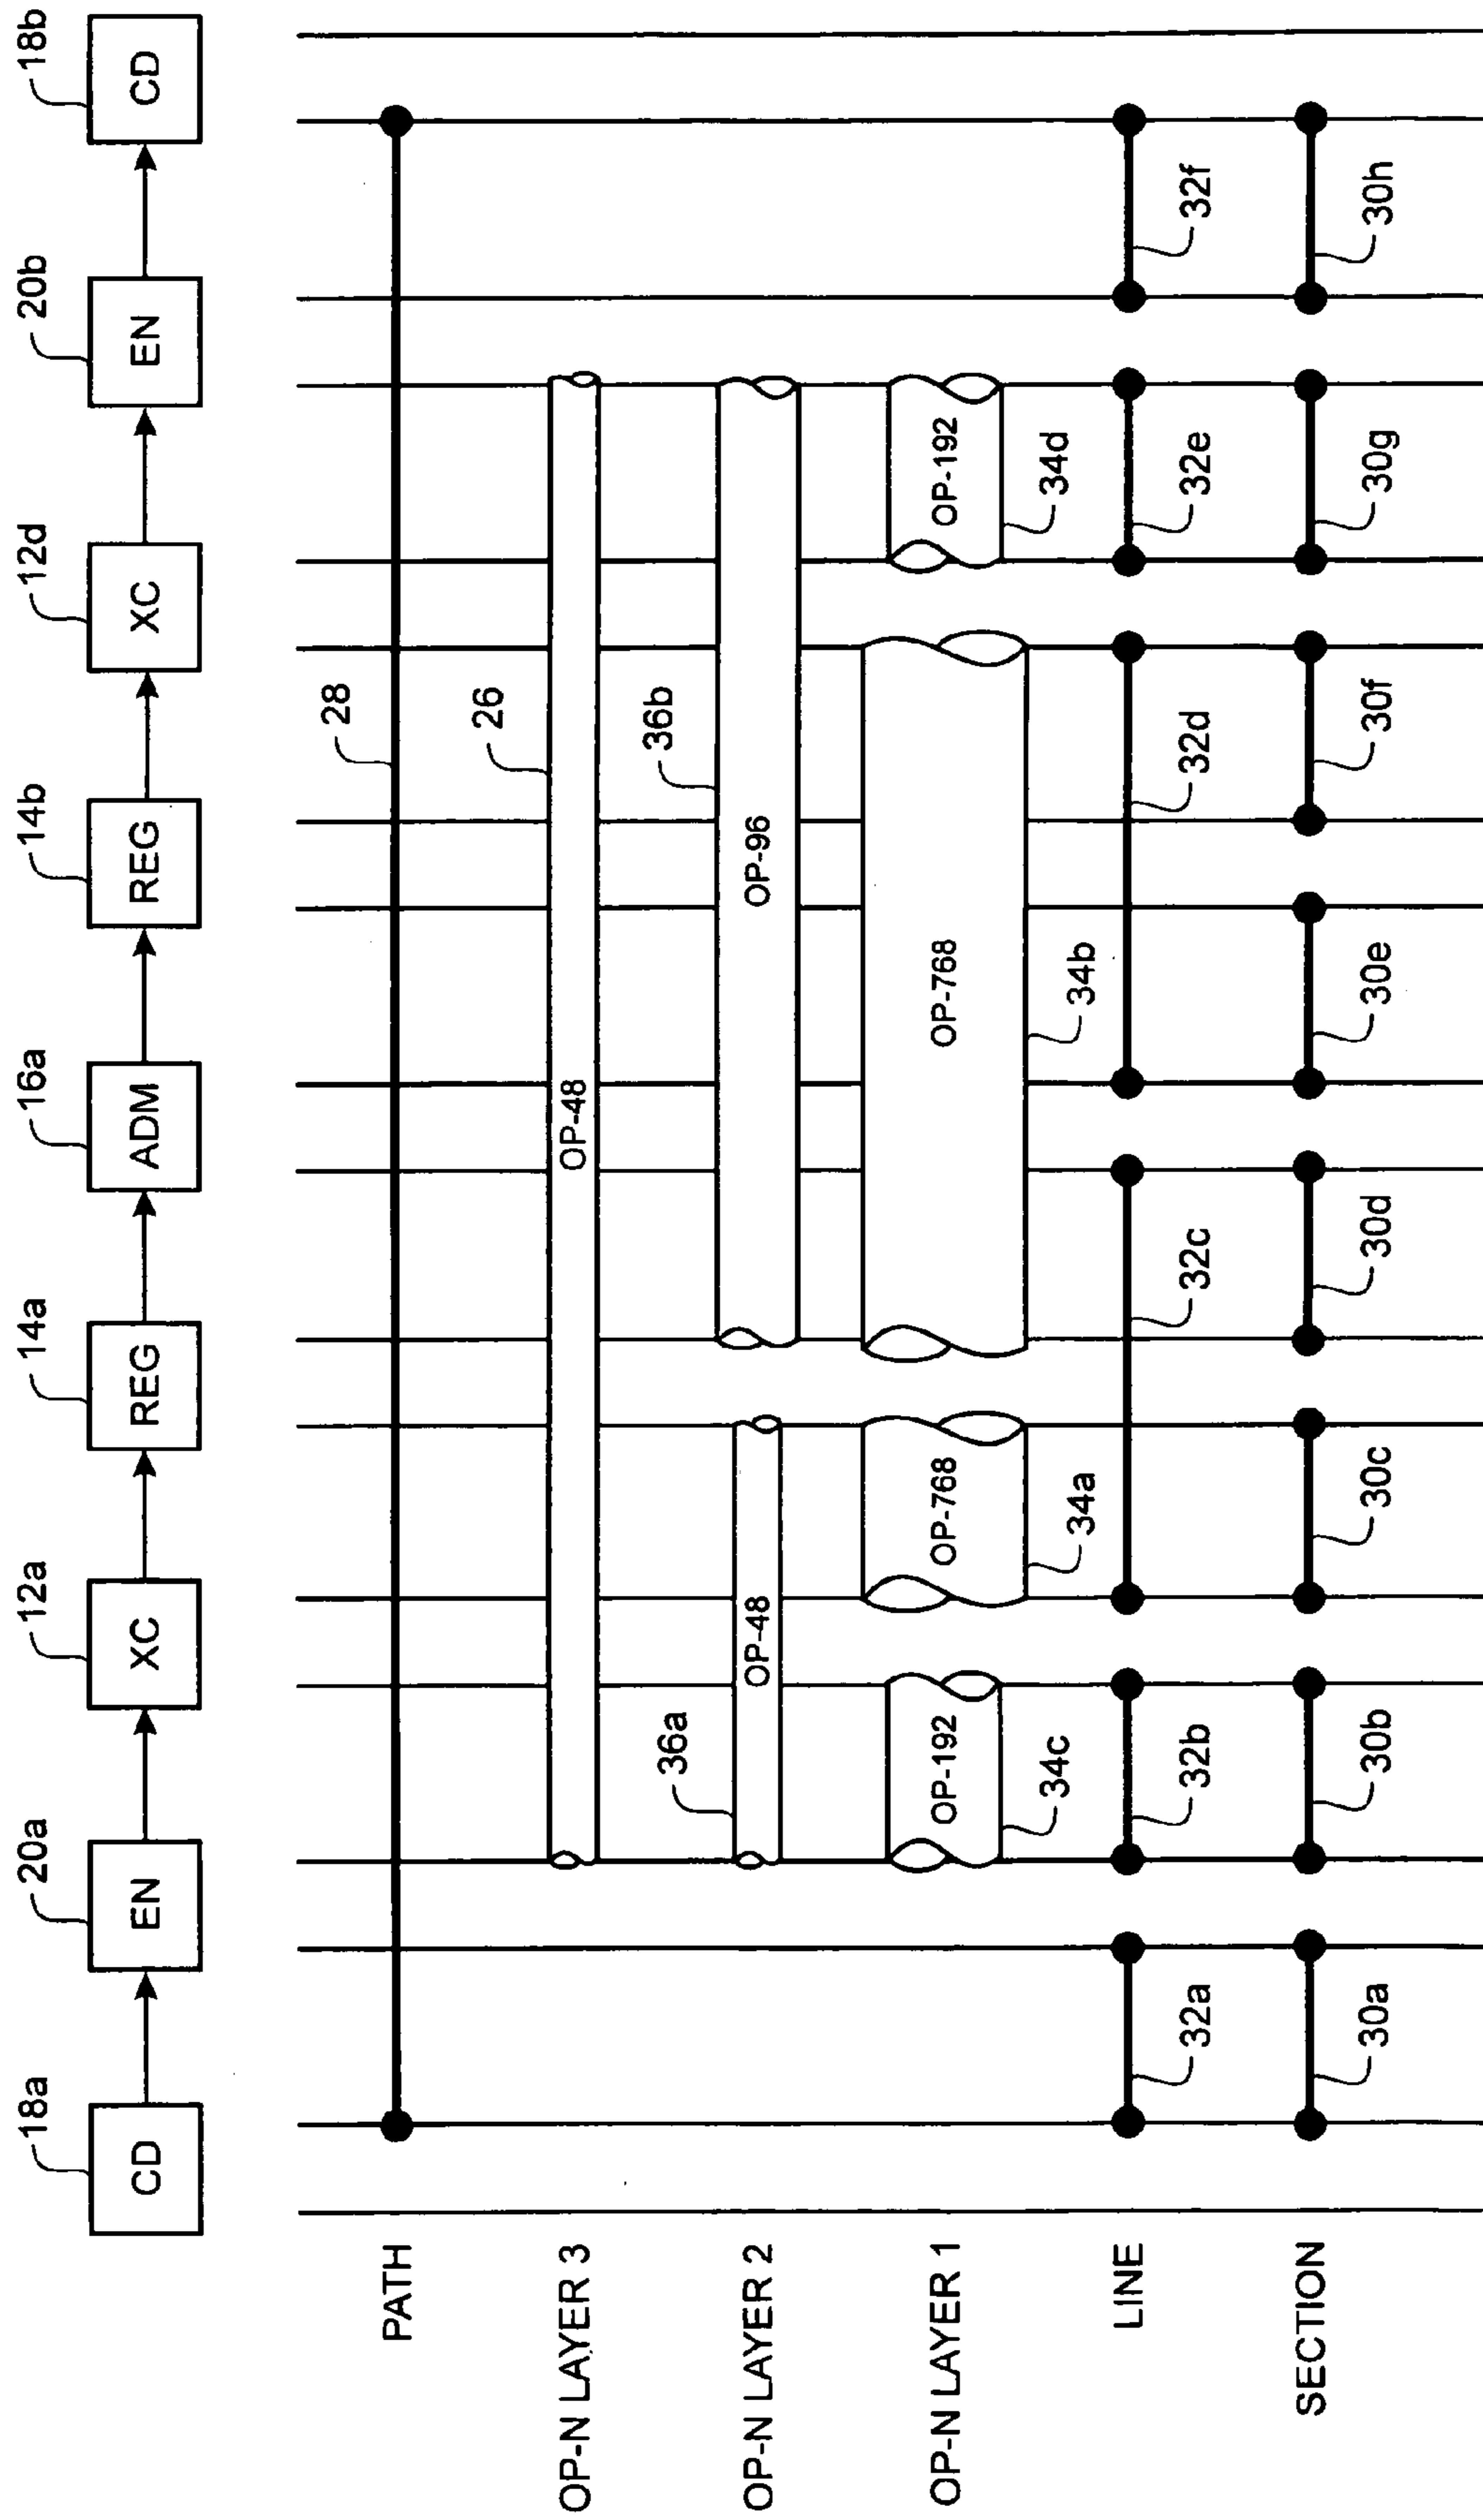 18a 20a 12a 14a 16a 14b 12d 20b 18b
CD EN XC REG ADM REG XC EN CD
PATH 28
OP-N LAYER 3 OP-48 26
OP-N LAYER 2 36a OP-48 OP-96 36b
OP-N LAYER 1 OP-192 OP-768 OP-768 OP-192
34c 34a 34b 34d
LINE
32a 32b 32c 32d 32e 32f
SECTION
30a 30b 30c 30d 30e 30f 30g 30h